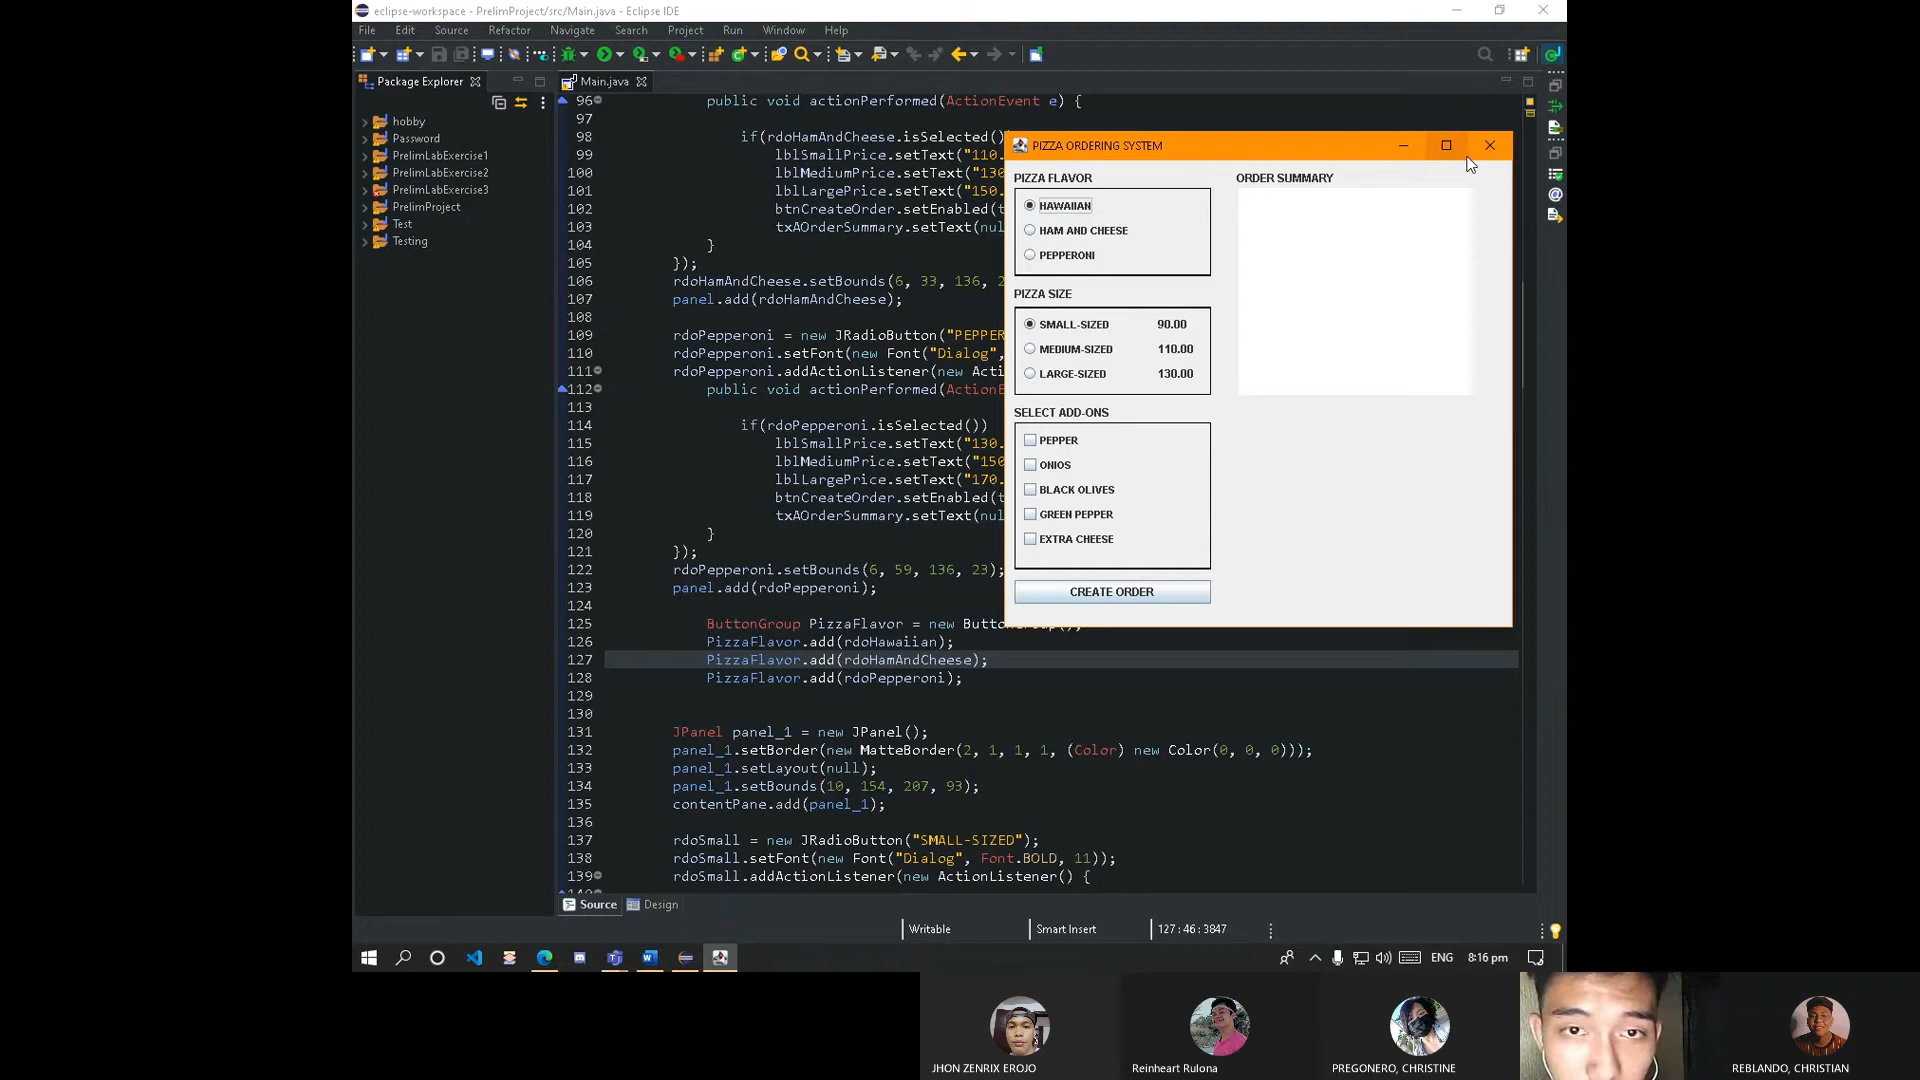 eclipse-workspace - PrelimProject/src/Main.java - Eclipse IDE
File Edit Source Refactor Navigate Search Project Run Window Help
Package Explorer
Main.java
hobby
Password
PrelimLabExercise1
PrelimLabExercise2
PrelimLabExercise3
PrelimProject
Test
Testing
96 public void actionPerformed(ActionEvent e) {
97
98 if(rdoHamAndCheese.isSelected()
99 lblSmallPrice.setText("110.
100 lblMediumPrice.setText("130
101 lblLargePrice.setText("150.
102 btnCreateOrder.setEnabled(t
103 txAOrderSummary.setText(nul
104 }
105 });
106 rdoHamAndCheese.setBounds(6, 33, 136, 2
107 panel.add(rdoHamAndCheese);
108
109 rdoPepperoni = new JRadioButton("PEPPER
110 rdoPepperoni.setFont(new Font("Dialog",
111 rdoPepperoni.addActionListener(new Acti
112 public void actionPerformed(ActionE
113
114 if(rdoPepperoni.isSelected())
115 lblSmallPrice.setText("130.
116 lblMediumPrice.setText("150
117 lblLargePrice.setText("170.
118 btnCreateOrder.setEnabled(t
119 txAOrderSummary.setText(nul
120 }
121 });
122 rdoPepperoni.setBounds(6, 59, 136, 23);
123 panel.add(rdoPepperoni);
124
125 ButtonGroup PizzaFlavor = new ButtonGroup();
126 PizzaFlavor.add(rdoHawaiian);
127 PizzaFlavor.add(rdoHamAndCheese);
128 PizzaFlavor.add(rdoPepperoni);
129
130
131 JPanel panel_1 = new JPanel();
132 panel_1.setBorder(new MatteBorder(2, 1, 1, 1, (Color) new Color(0, 0, 0)));
133 panel_1.setLayout(null);
134 panel_1.setBounds(10, 154, 207, 93);
135 contentPane.add(panel_1);
136
137 rdoSmall = new JRadioButton("SMALL-SIZED");
138 rdoSmall.setFont(new Font("Dialog", Font.BOLD, 11));
139 rdoSmall.addActionListener(new ActionListener() {
PIZZA ORDERING SYSTEM
PIZZA FLAVOR
HAWAIIAN
HAM AND CHEESE
PEPPERONI
PIZZA SIZE
SMALL-SIZED 90.00
MEDIUM-SIZED 110.00
LARGE-SIZED 130.00
SELECT ADD-ONS
PEPPER
ONIOS
BLACK OLIVES
GREEN PEPPER
EXTRA CHEESE
CREATE ORDER
ORDER SUMMARY
Source Design
Writable Smart Insert 127 : 46 : 3847
ENG 8:16 pm
JHON ZENRIX EROJO
Reinheart Rulona
PREGONERO, CHRISTINE
REBLANDO, CHRISTIAN